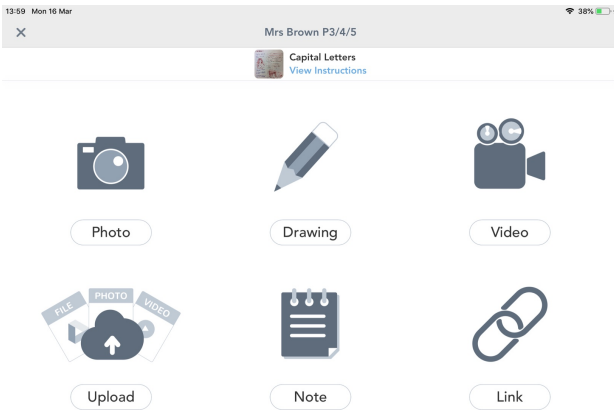 13:59 Mon 16 Mar
38%
Mrs Brown P3/4/5
Capital Letters
View Instructions
Photo
Drawing
Video
FILE
PHOTO
VIDEO
Upload
Note
Link